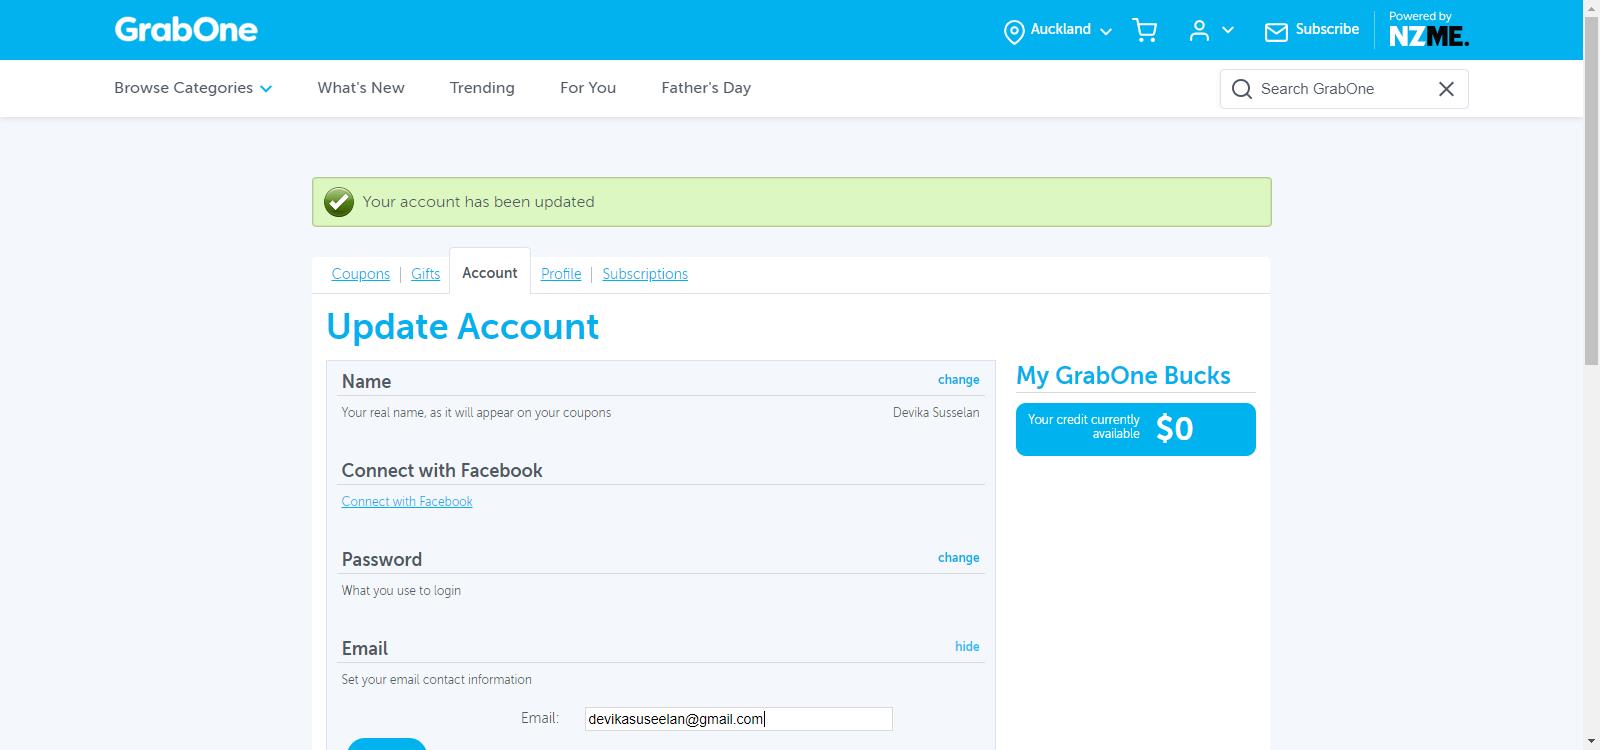 GrabOne
Auckland
Subscribe
Powered by
NZME.
Browse Categories
What's New
Trending
For You
Father's Day
Search GrabOne
Your account has been updated
Coupons | Gifts
Account
Profile | Subscriptions
Update Account
Name
change
Your real name, as it will appear on your coupons
Devika Susselan
Connect with Facebook
Connect with Facebook
Password
change
What you use to login
Email
hide
Set your email contact information
Email:
devikasuseelan@gmail.com
My GrabOne Bucks
Your credit currently
available
$0